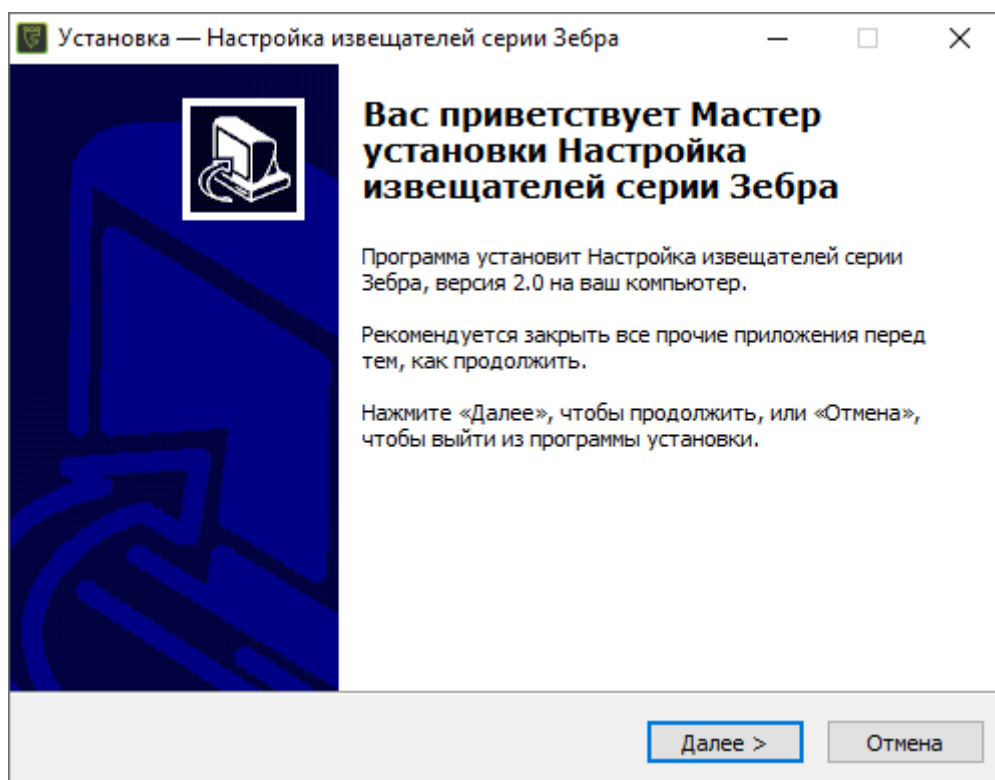 Установка — Настройка извещателей серии Зебра
Вас приветствует Мастер
установки Настройка
извещателей серии Зебра
Программа установит Настройка извещателей серии
Зебра, версия 2.0 на ваш компьютер.
Рекомендуется закрыть все прочие приложения перед
тем, как продолжить.
Нажмите «Далее», чтобы продолжить, или «Отмена»,
чтобы выйти из программы установки.
Далее >
Отмена